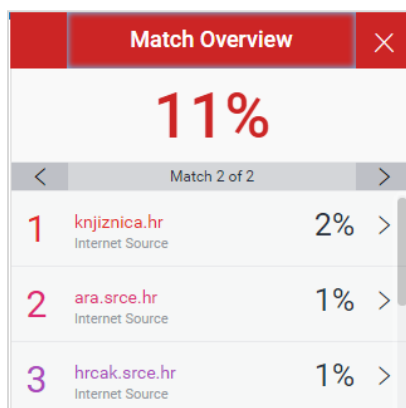 Match Overview
11%
Match 2 of 2
1 knjiznica.hr 2%
Internet Source
2 ara.srce.hr 1%
Internet Source
3 hrcak.srce.hr 1%
Internet Source